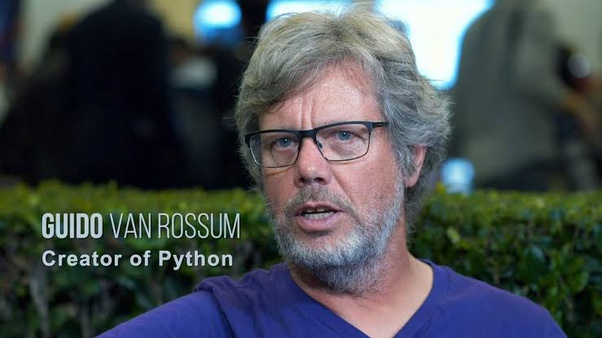 GUIDO VAN ROSSUM
Creator of Python